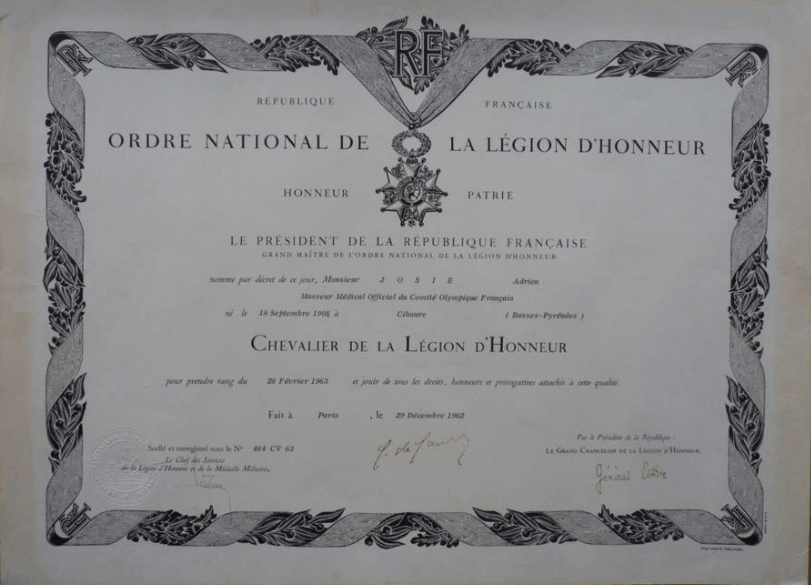 RF
RÉPUBLIQUE FRANÇAISE
ORDRE NATIONAL DE LA LÉGION D'HONNEUR
HONNEUR PATRIE
LE PRÉSIDENT DE LA RÉPUBLIQUE FRANÇAISE
GRAND MAÎTRE DE L'ORDRE NATIONAL DE LA LÉGION D'HONNEUR
nomme par décret de ce jour, Monsieur JOSIE Adrien
Masseur Médical Officiel du Comité Olympique Français
né le 18 Septembre à Ciboure (Basses-Pyrénées)
CHEVALIER DE LA LÉGION D'HONNEUR
pour prendre rang du 28 Février 1963 et jouir de tous les droits, honneurs et prérogatives attachés à cette qualité.
Fait à Paris, le 29 Décembre 1962
Par le Président de la République :
Scellé et enregistré sous le Nº 464 CV 63
LE GRAND CHANCELIER DE LA LÉGION D'HONNEUR,
Le Chef des Services
de la Légion d'Honneur et de la Médaille Militaire,
Général